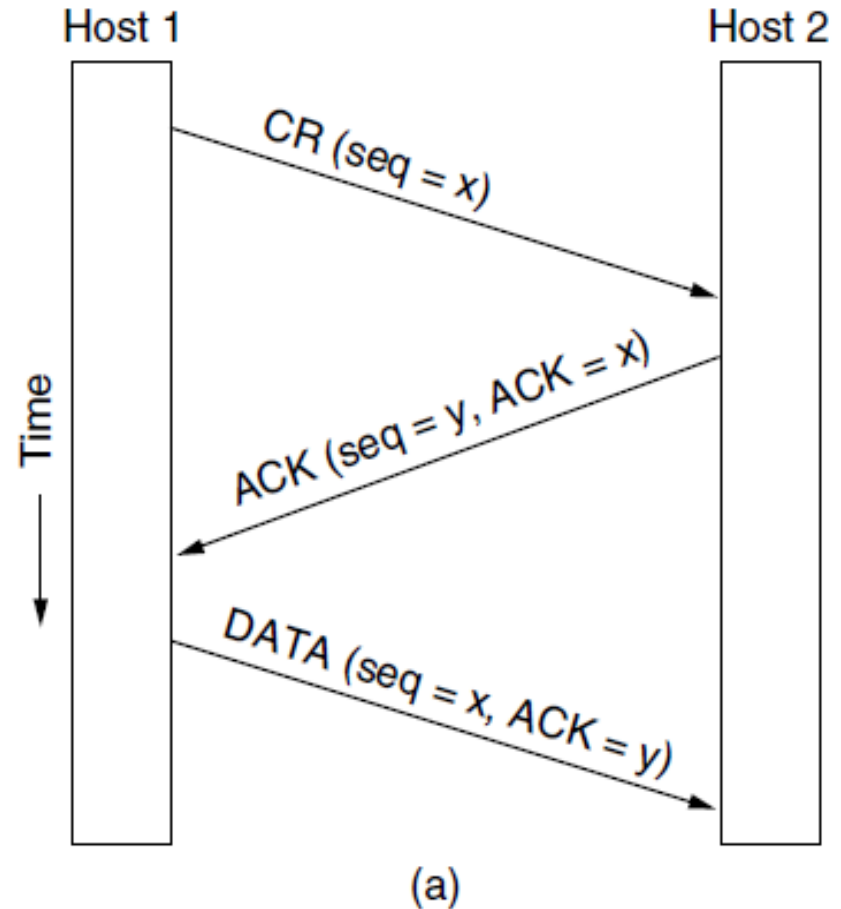 Host 1
Host 2
CR (seq = x)
ACK (seq = y, ACK = x)
Time
DATA (seq = x, ACK = y)
(a)